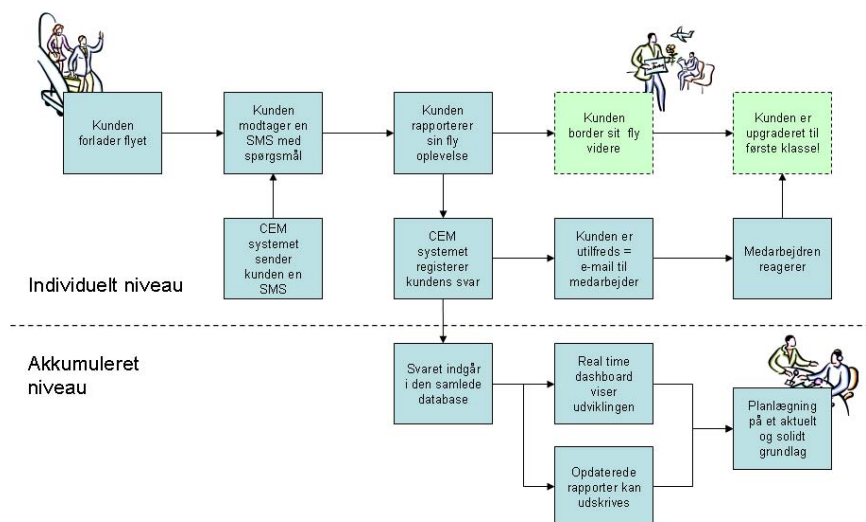 Kunden
forlader flyet
Kunden
modtager en
SMS med
spørgsmål
Kunden
rapporterer
sin fly
oplevelse
Kunden
border sit fly
videre
Kunden er
upgraderet til
første klasse!
CEM
systemet
sender
kunden en
SMS
CEM
systemet
registerer
kundens svar
Kunden er
utilfreds =
e-mail til
medarbejder
Medarbejdren
reagerer
Individuelt niveau
Akkumuleret
niveau
Svaret indgår
i den samlede
database
Real time
dashboard
viser
udviklingen
Planlægning
på et aktuelt
og solidt
grundlag
Opdaterede
rapporter kan
udskrives